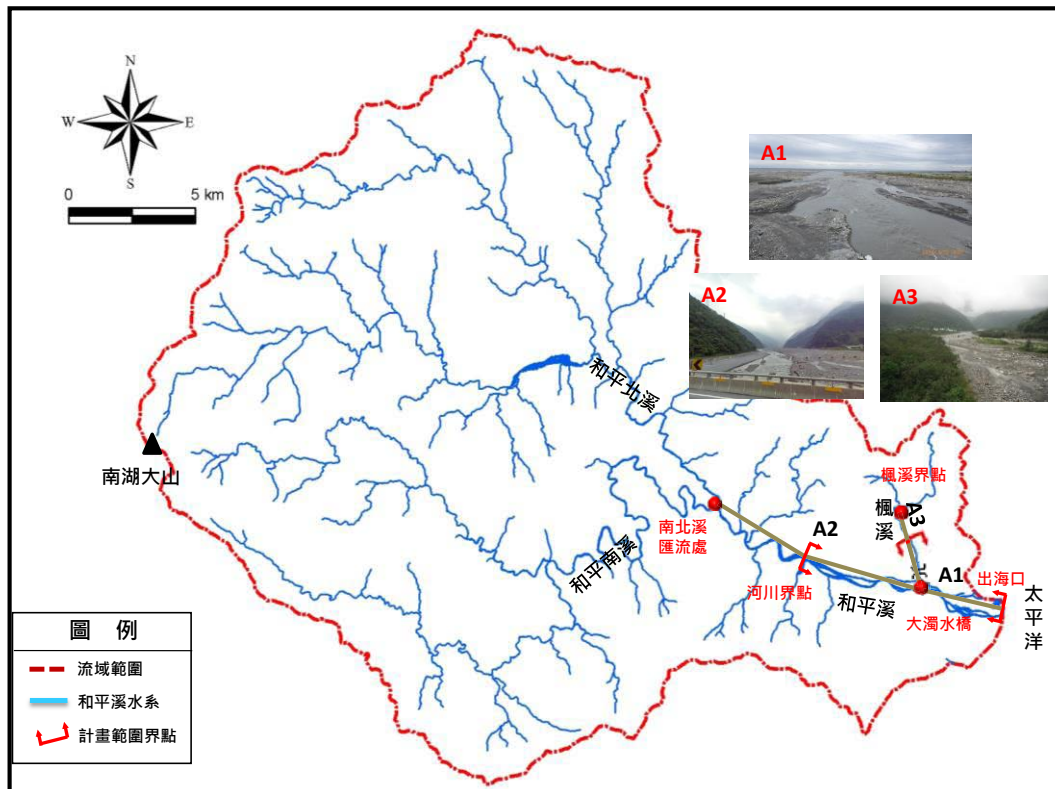 N
W
E
S
0
5 km
A1
A2
A3
和平北溪
南湖大山
楓溪界點
楓溪
A3
南北溪
匯流處
A2
和平南溪
A1
出海口
河川界點
和平溪
大濁水橋
太平洋
圖 例
流域範圍
和平溪水系
計畫範圍界點